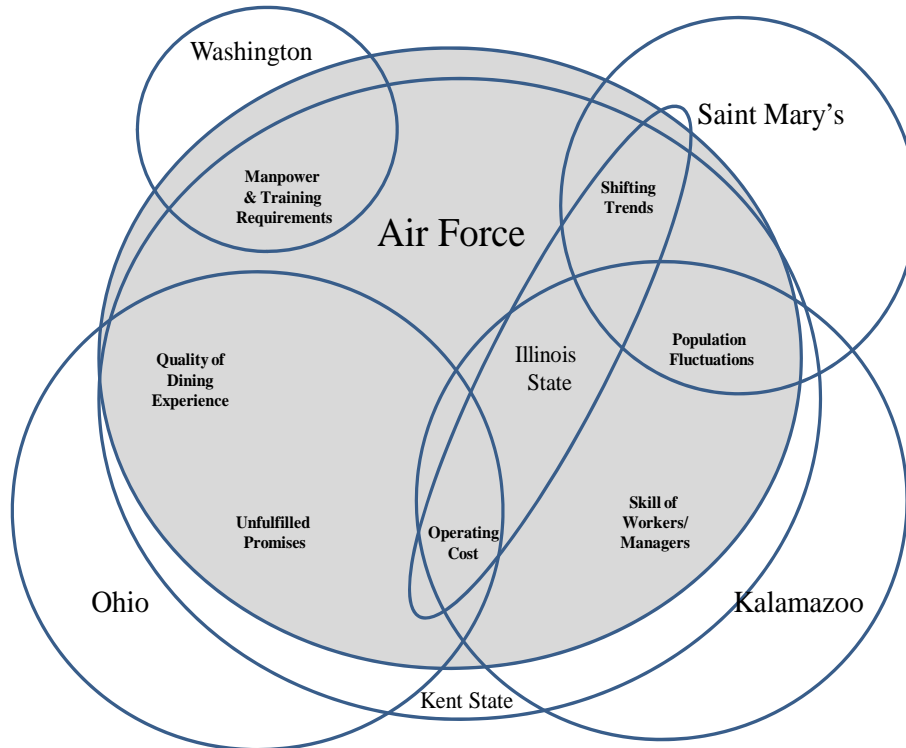 Washington
Saint Mary’s
Manpower
& Training
Requirements
Shifting
Trends
Air Force
Quality of
Dining
Experience
Illinois
State
Population
Fluctuations
Unfulfilled
Promises
Operating
Cost
Skill of
Workers/
Managers
Ohio
Kalamazoo
Kent State